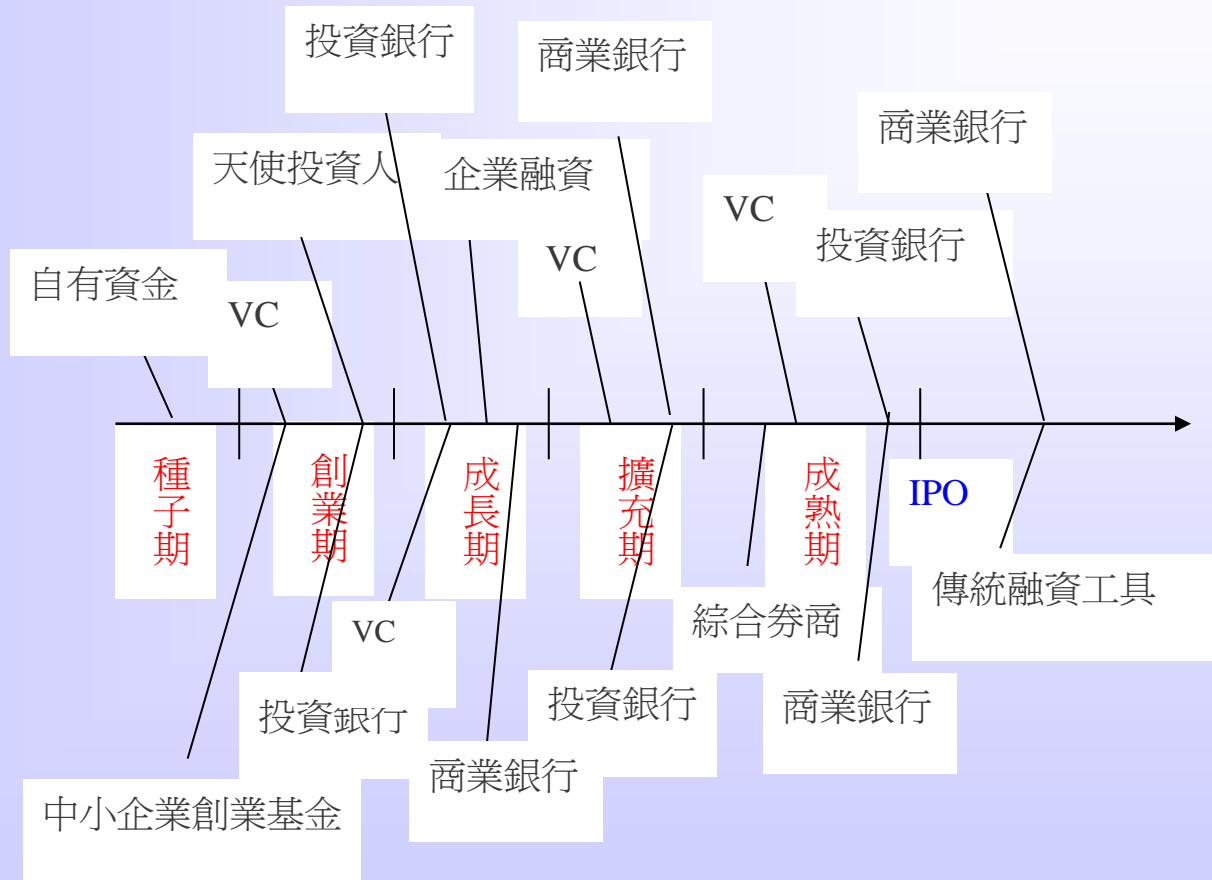 投資銀行
商業銀行
商業銀行
天使投資人
企業融資
VC
投資銀行
VC
自有資金
VC
種子期
創業期
成長期
擴充期
成熟期
IPO
傳統融資工具
綜合券商
VC
投資銀行
投資銀行
商業銀行
商業銀行
中小企業創業基金